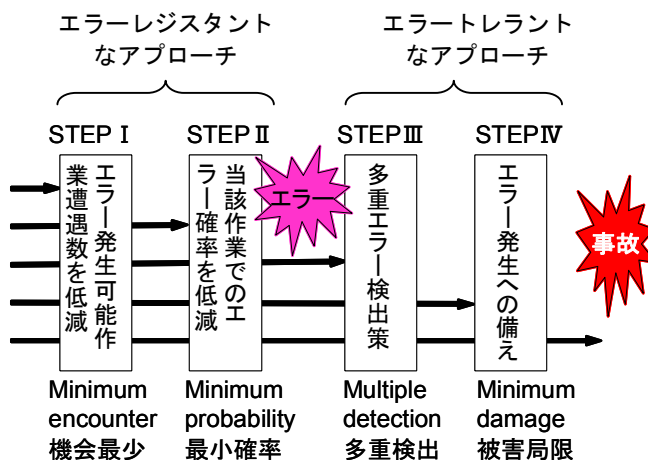 エラーレジスタント
なアプローチ
エラートレラント
なアプローチ
STEPⅠ
STEPⅡ
STEPⅢ
STEPⅣ
エラー発生可能作
業遭遇数を低減
当該作業でのエ
ラー確率を低減
エラー
多重エラー検出策
エラー発生への備え
事故
Minimum
encounter
機会最少
Minimum
probability
最小確率
Multiple
detection
多重検出
Minimum
damage
被害局限